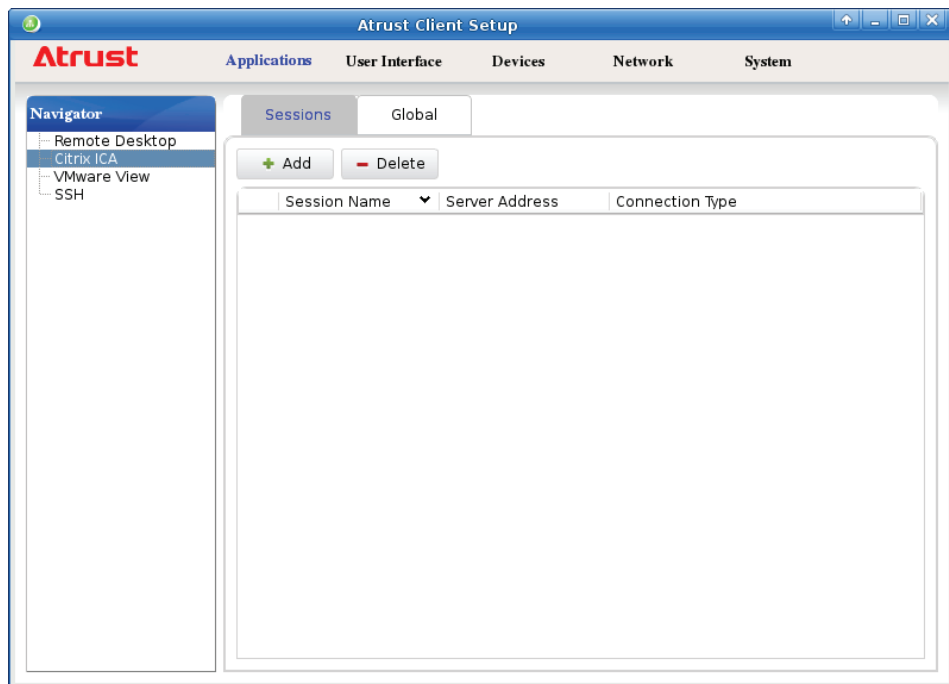 Atrust Client Setup
Atrust
Applications User Interface Devices Network System
Navigator
Remote Desktop
Citrix ICA
VMware View
SSH
Sessions Global
Add Delete
Session Name Server Address Connection Type